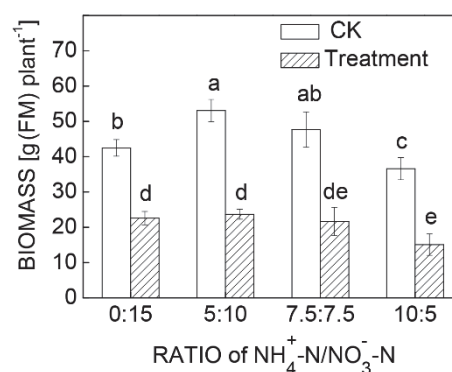 BIOMASS [g(FM) plant⁻¹]
70
60
50
40
30
20
10
0
CK
Treatment
b
d
a
d
ab
de
c
e
0:15 5:10 7.5:7.5 10:5
RATIO of NH₄⁺-N/NO₃⁻-N